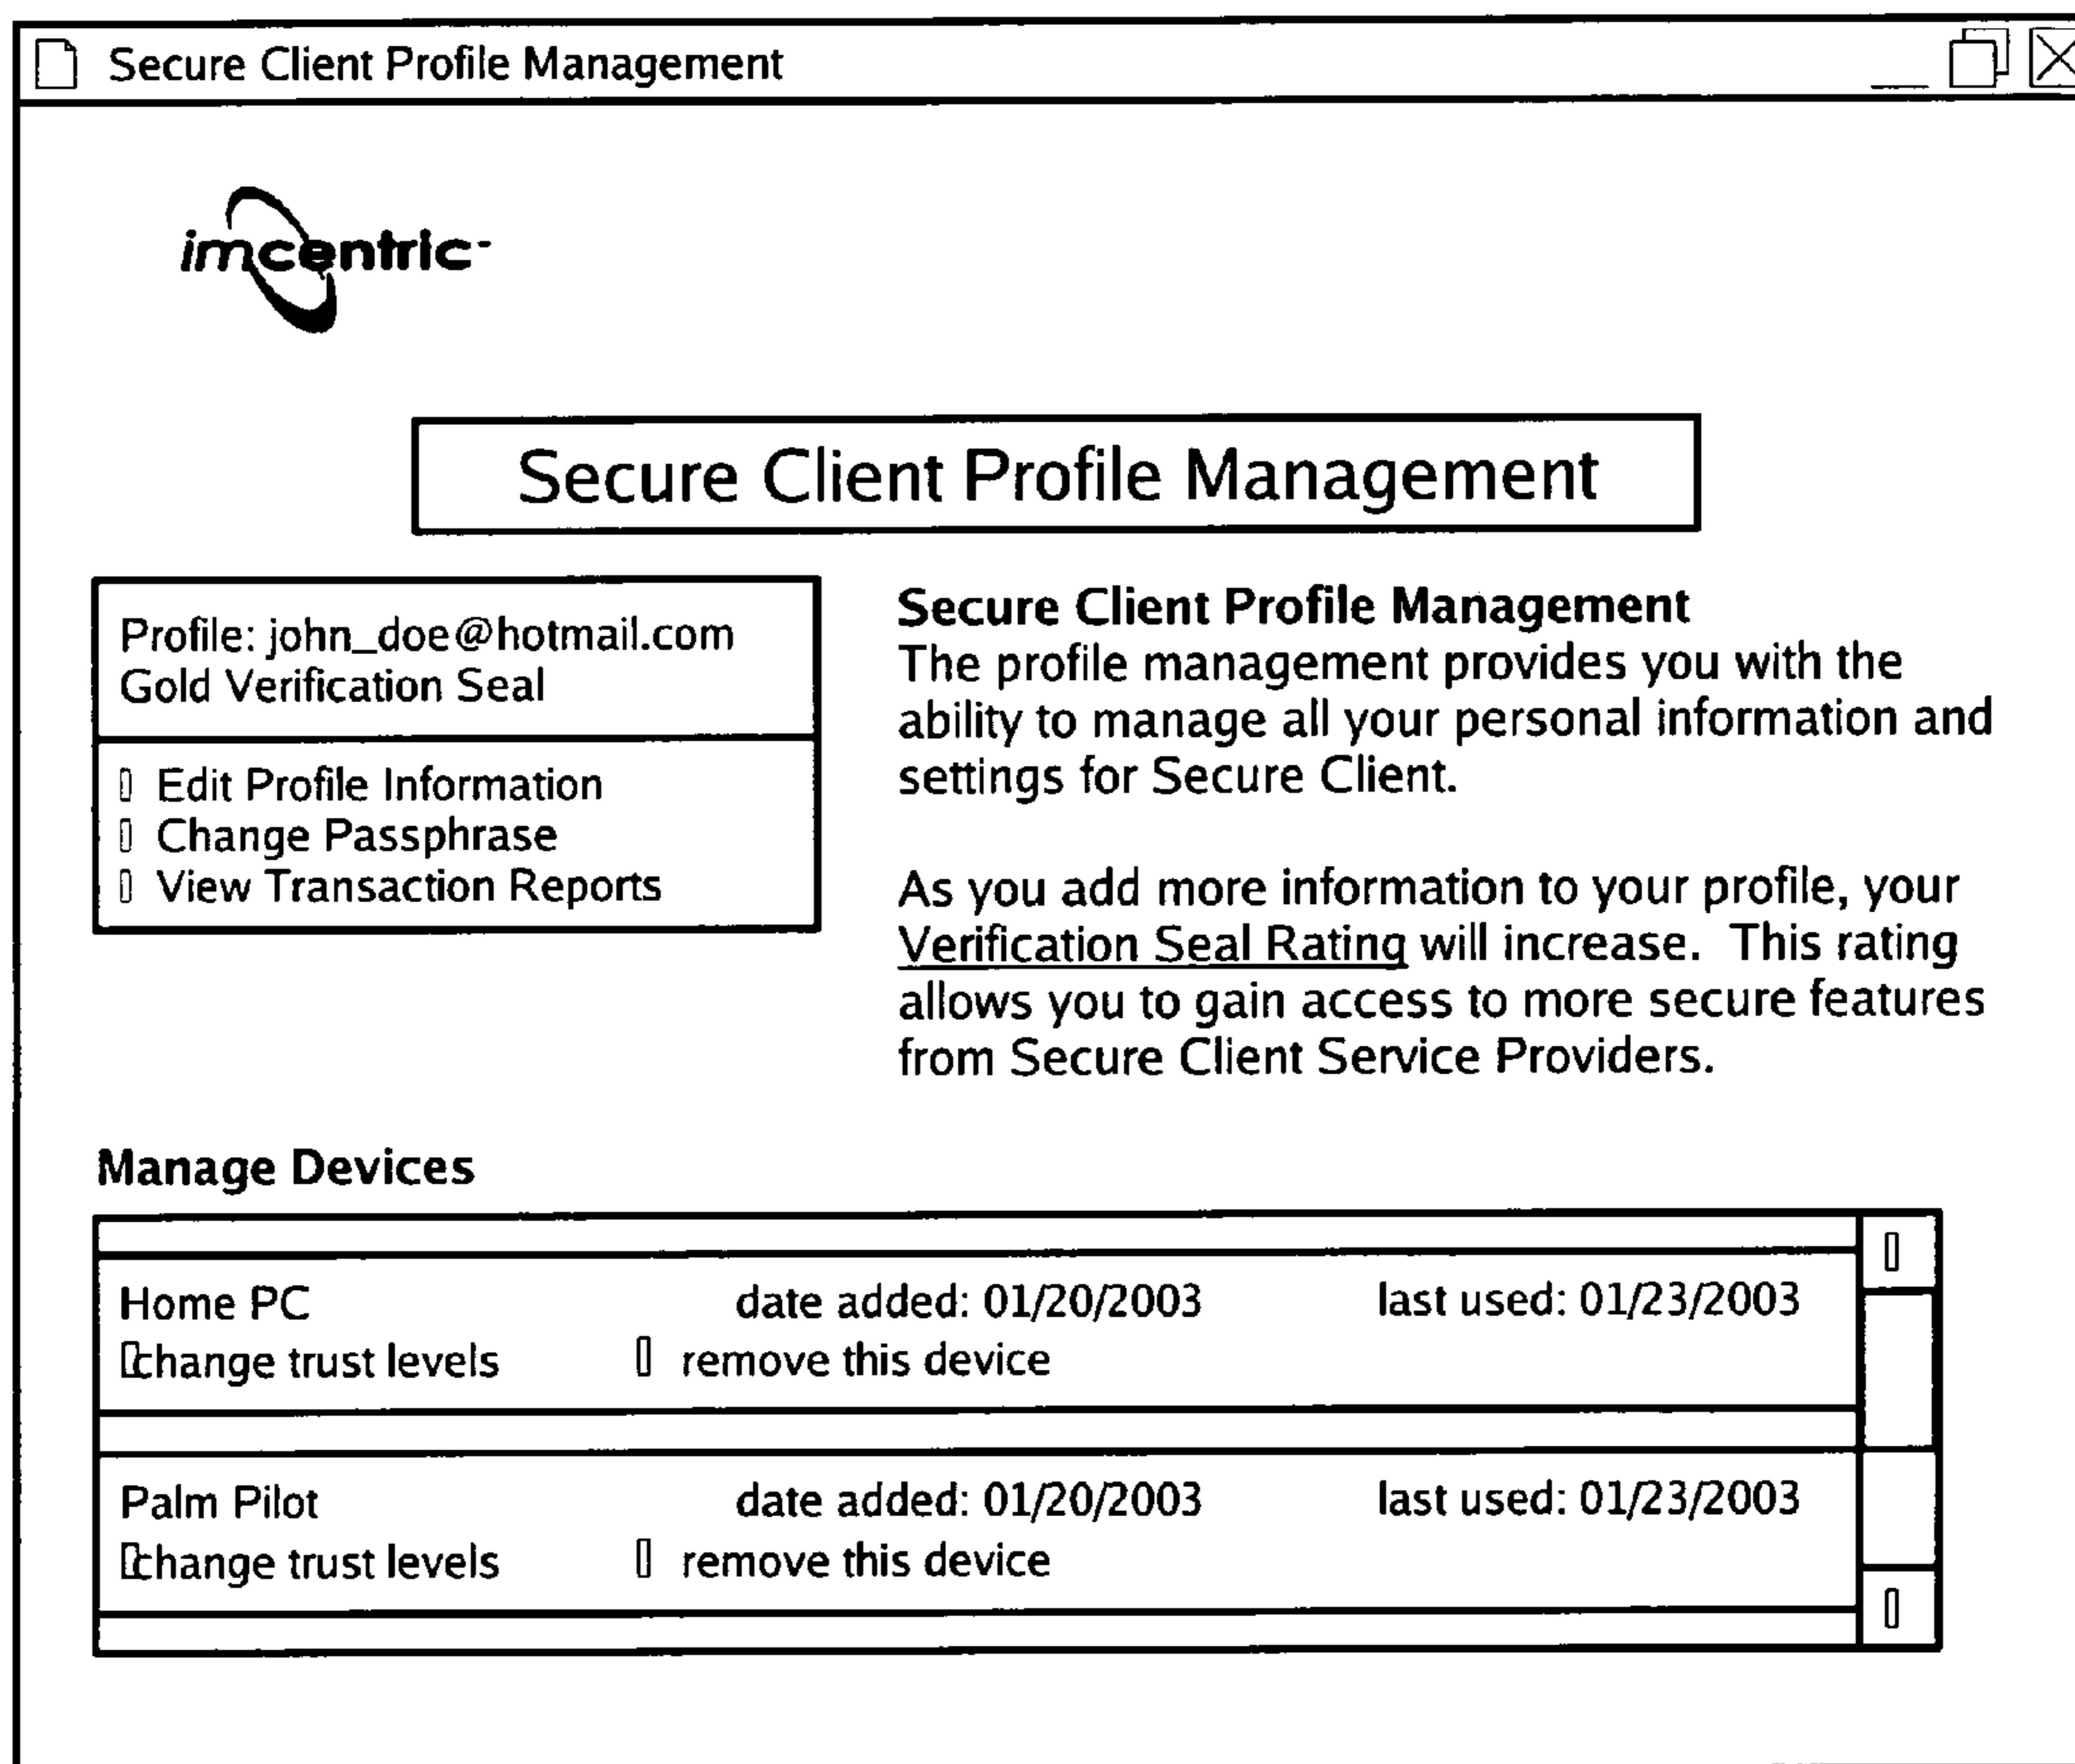 Secure Client Profile Management
imcentric
Secure Client Profile Management
Profile: john_doe@hotmail.com
Gold Verification Seal
Edit Profile Information
Change Passphrase
View Transaction Reports
Secure Client Profile Management
The profile management provides you with the
ability to manage all your personal information and
settings for Secure Client.
As you add more information to your profile, your
Verification Seal Rating will increase. This rating
allows you to gain access to more secure features
from Secure Client Service Providers.
Manage Devices
Home PC date added: 01/20/2003 last used: 01/23/2003
change trust levels remove this device
Palm Pilot date added: 01/20/2003 last used: 01/23/2003
change trust levels remove this device